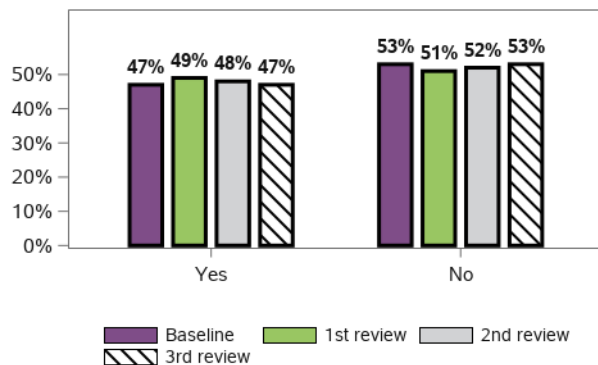 47% 49% 48% 47% 53% 51% 52% 53%
50%
40%
30%
20%
10%
0%
Yes No
Baseline 1st review 2nd review
3rd review